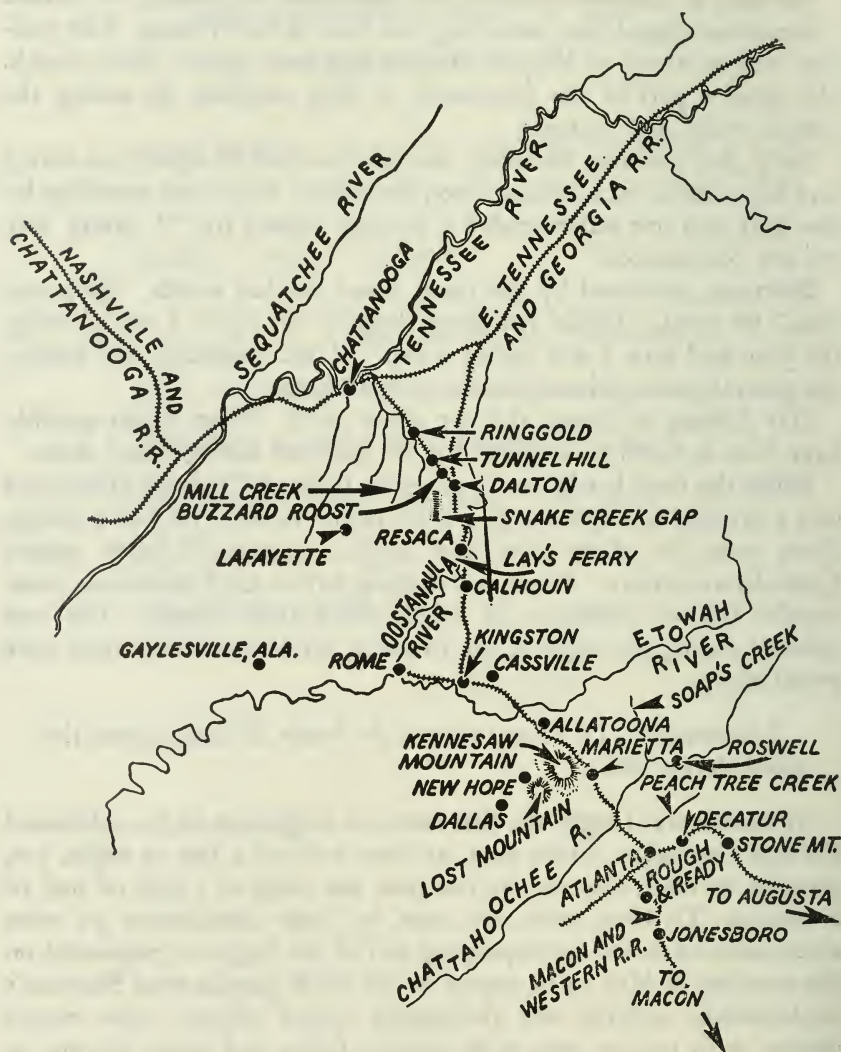 SEQUATCHEE RIVER
CHATTANOOGA
TENNESSEE RIVER
E. TENNESSEE
AND GEORGIA R.R.
NASHVILLE AND
CHATTANOOGA R.R.
RINGGOLD
TUNNEL HILL
DALTON
MILL CREEK
BUZZARD ROOST
SNAKE CREEK GAP
LAFAYETTE
RESACA
LAY'S FERRY
CALHOUN
OOSTANAULA
RIVER
GAYLESVILLE, ALA.
ROME
KINGSTON
CASSVILLE
ETOWAH
RIVER
SOAP'S CREEK
ALLATOONA
KENNESAW
MOUNTAIN
MARIETTA
ROSWELL
NEW HOPE
PEACH TREE CREEK
DALLAS
LOST MOUNTAIN
DECATUR
STONE MT.
ATLANTA
ROUGH
& READY
TO AUGUSTA
CHATTAHOOCHEE R.
JONESBORO
MACON AND
WESTERN R.R.
TO
MACON